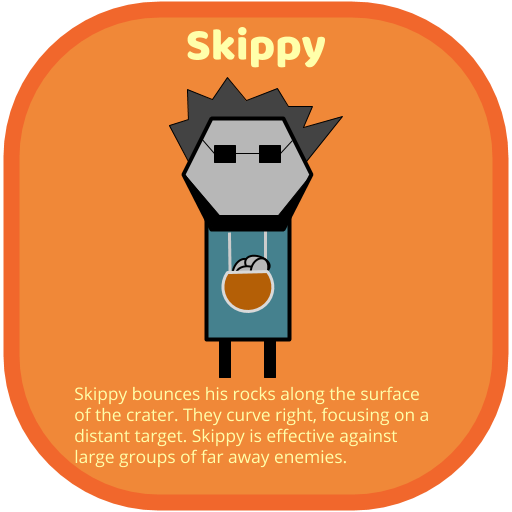 Skippy
Skippy bounces his rocks along the surface
of the crater. They curve right, focusing on a
distant target. Skippy is effective against
large groups of far away enemies.